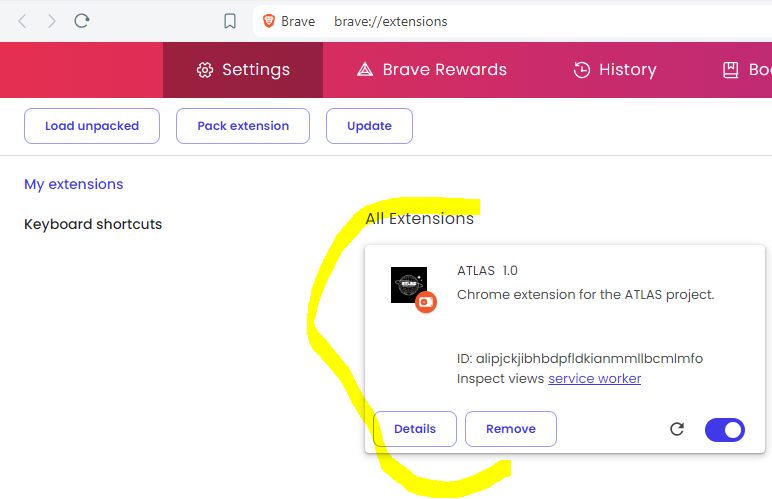 Brave brave://extensions
Settings Brave Rewards History Boo
Load unpacked Pack extension Update
My extensions
Keyboard shortcuts
All Extensions
ATLAS 1.0
Chrome extension for the ATLAS project.
ID: alipjckjibhbdpfldkianmmllbcmlmfo
Inspect views service worker
Details Remove